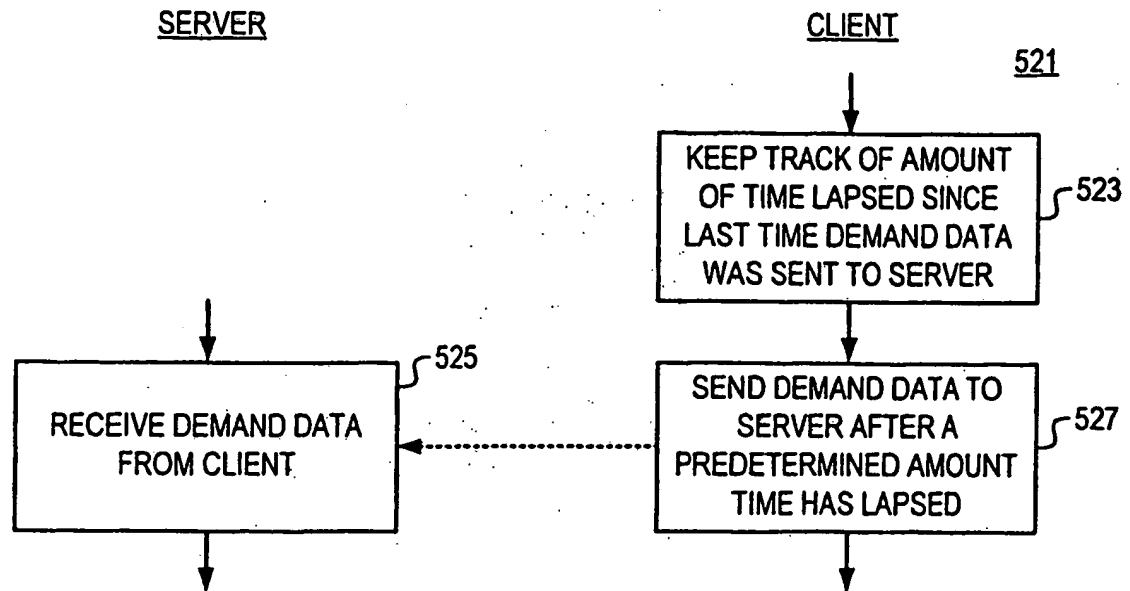 SERVER
CLIENT
521
KEEP TRACK OF AMOUNT
OF TIME LAPSED SINCE
LAST TIME DEMAND DATA
WAS SENT TO SERVER
523
525
RECEIVE DEMAND DATA
FROM CLIENT
SEND DEMAND DATA TO
SERVER AFTER A
PREDETERMINED AMOUNT
TIME HAS LAPSED
527